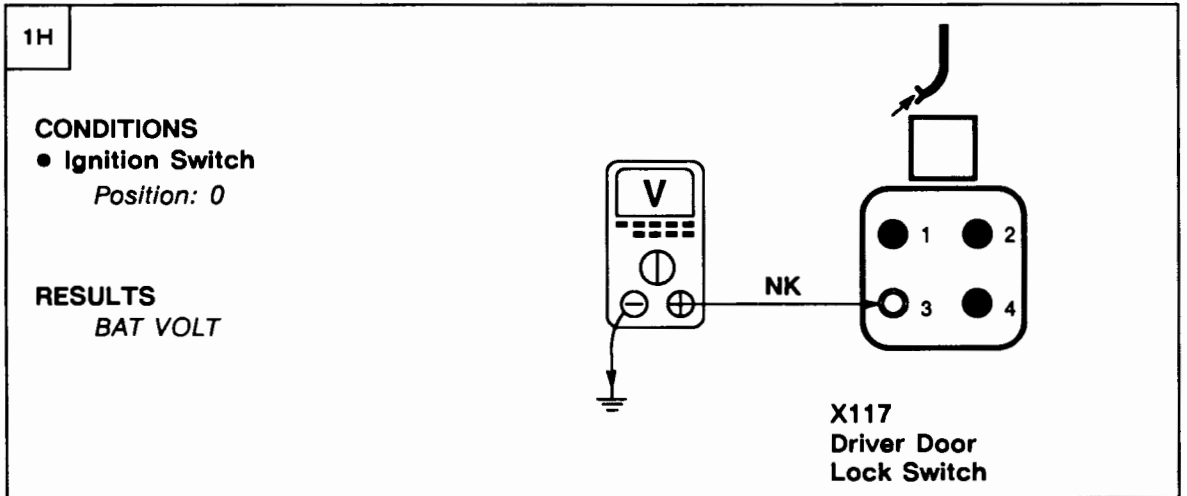 1H
CONDITIONS
● Ignition Switch
Position: 0
RESULTS
BAT VOLT
V
NK
1 2
3 4
X117
Driver Door
Lock Switch